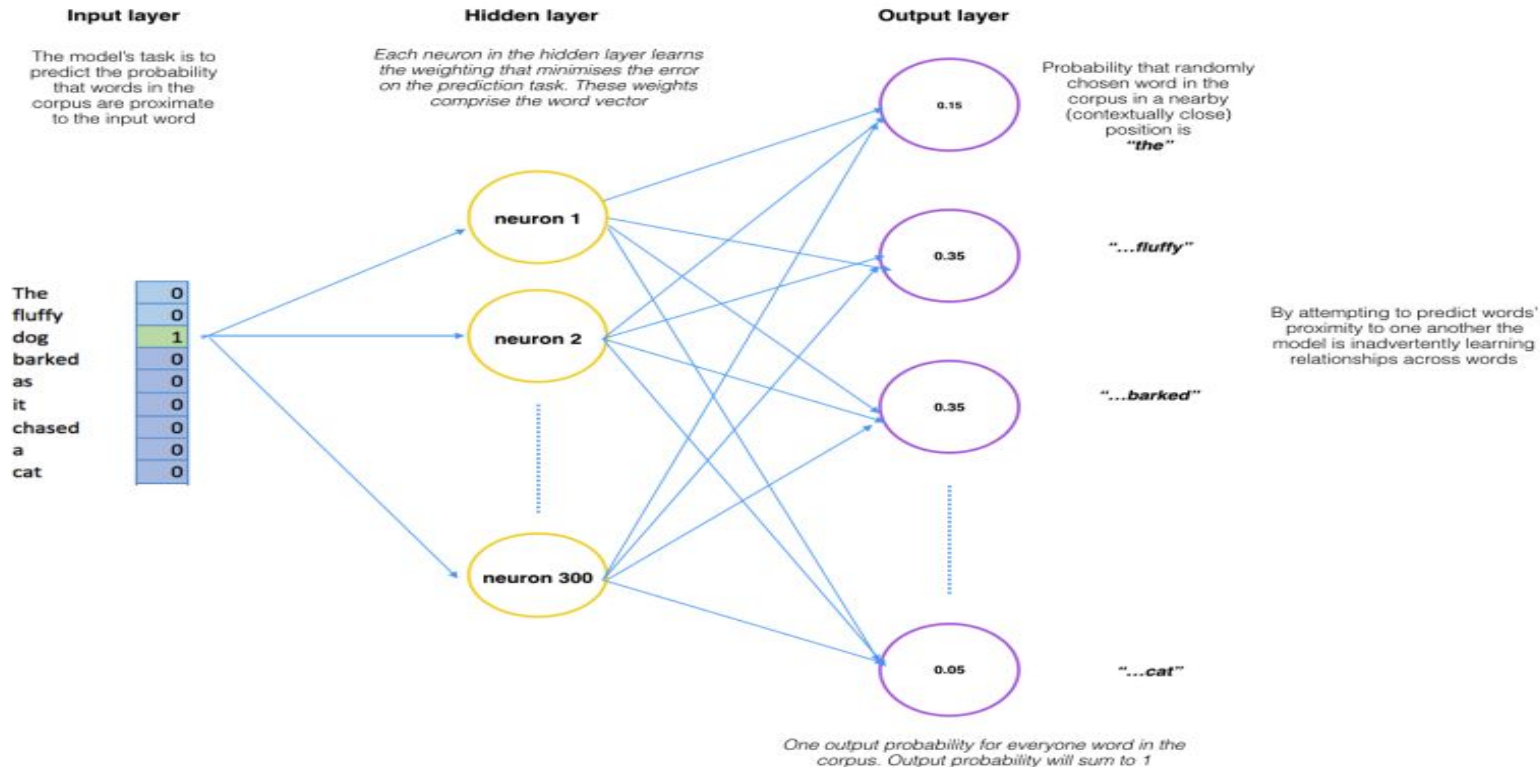 Input layer
The model's task is to
predict the probability
that words in the
corpus are proximate
to the input word
Hidden layer
Each neuron in the hidden layer learns
the weighting that minimises the error
on the prediction task. These weights
comprise the word vector
Output layer
The 0
fluffy 0
dog 1
barked 0
as 0
it 0
chased 0
a 0
cat 0
neuron 1
neuron 2
neuron 300
0.15
0.35
0.35
0.05
Probability that randomly
chosen word in the
corpus in a nearby
(contextually close)
position is
"the"
"...fluffy"
"...barked"
"...cat"
By attempting to predict words'
proximity to one another the
model is inadvertently learning
relationships across words
One output probability for everyone word in the
corpus. Output probability will sum to 1